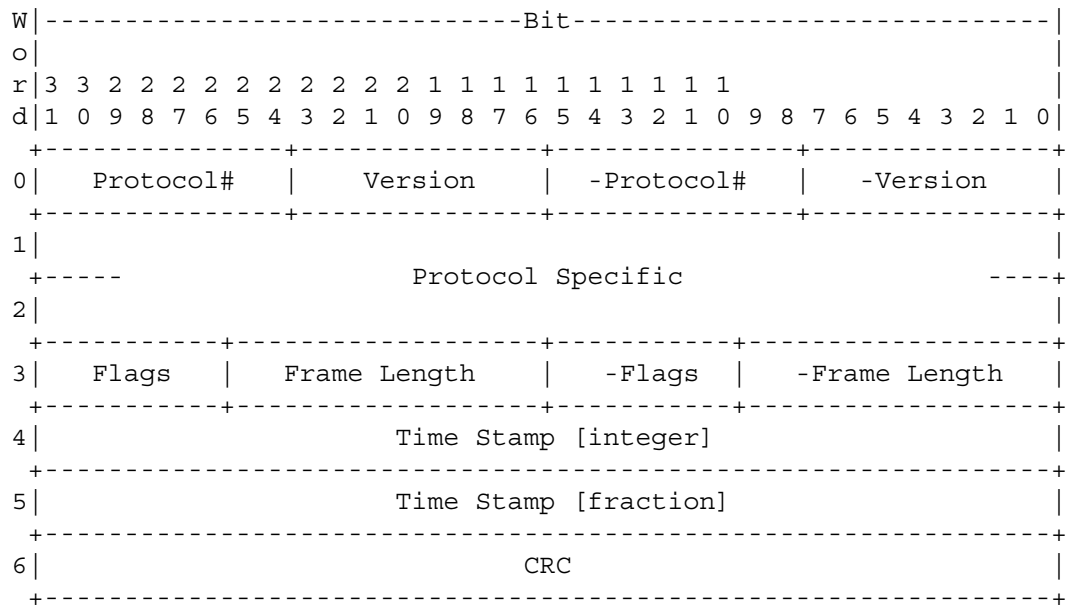 W|------------------------------Bit------------------------------|
o|                                                               |
r|3 3 2 2 2 2 2 2 2 2 2 2 1 1 1 1 1 1 1 1 1 1                    |
d|1 0 9 8 7 6 5 4 3 2 1 0 9 8 7 6 5 4 3 2 1 0 9 8 7 6 5 4 3 2 1 0|
 +---------------+---------------+---------------+---------------+
0|   Protocol#   |    Version    |  -Protocol#   |   -Version    |
 +---------------+---------------+---------------+---------------+
1|                                                               |
 +-----                  Protocol Specific                   ----+
2|                                                               |
 +-----------+-------------------+-----------+-------------------+
3|   Flags   |   Frame Length    |   -Flags  |   -Frame Length   |
 +-----------+-------------------+-----------+-------------------+
4|                      Time Stamp [integer]                     |
 +---------------------------------------------------------------+
5|                      Time Stamp [fraction]                    |
 +---------------------------------------------------------------+
6|                              CRC                              |
 +---------------------------------------------------------------+